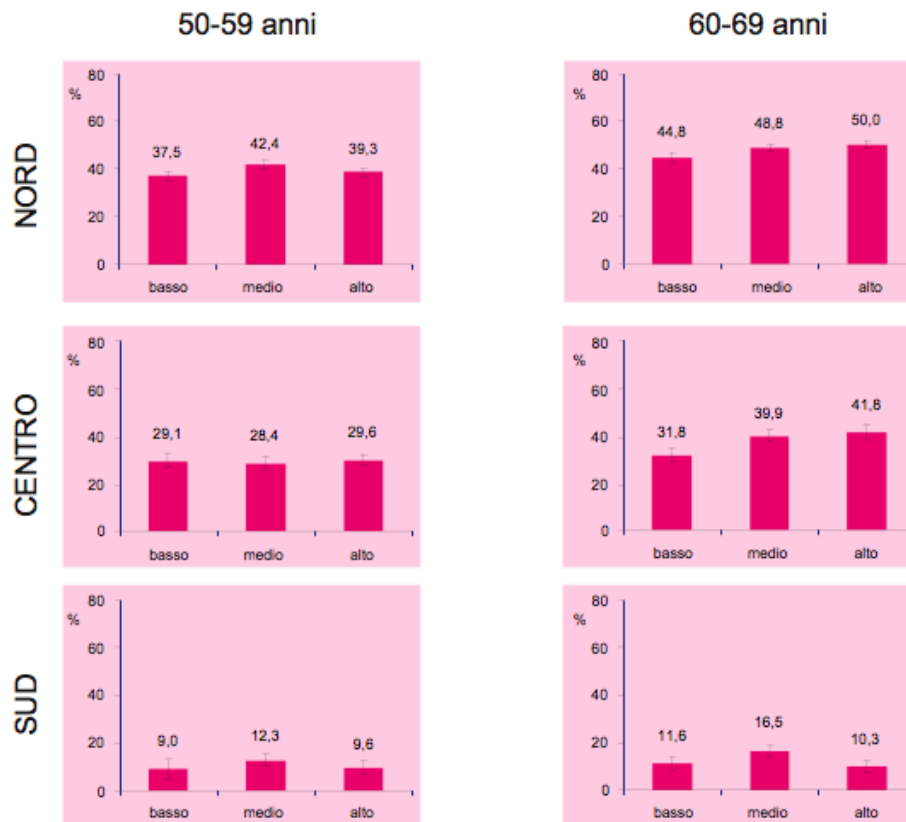 50-59 anni
60-69 anni
NORD
80
%
60
40
20
0
37,5
42,4
39,3
basso
medio
alto
80
%
60
40
20
0
44,8
48,8
50,0
basso
medio
alto
CENTRO
80
%
60
40
20
0
29,1
28,4
29,6
basso
medio
alto
80
%
60
40
20
0
31,8
39,9
41,8
basso
medio
alto
SUD
80
%
60
40
20
0
9,0
12,3
9,6
basso
medio
alto
80
%
60
40
20
0
11,6
16,5
10,3
basso
medio
alto